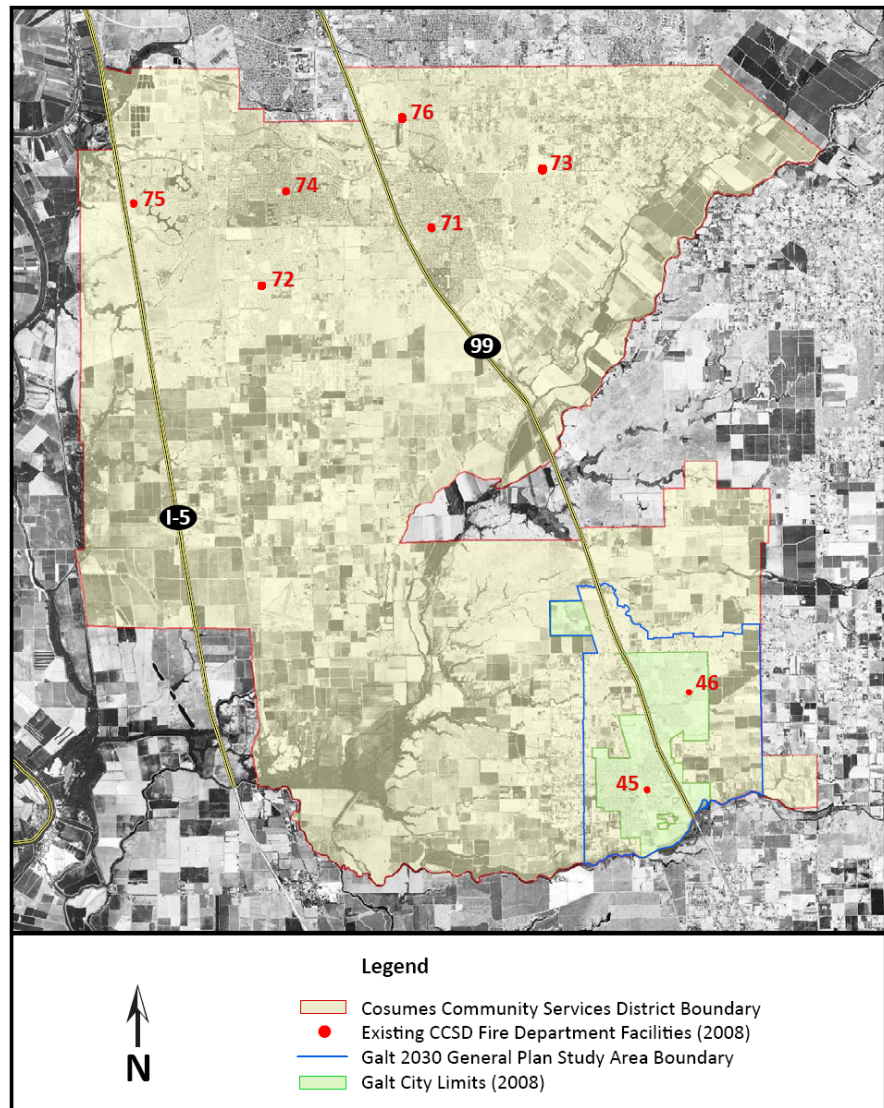 76
73
74
75
71
72
99
I-5
46
45
Legend
N
Cosumes Community Services District Boundary
Existing CCSD Fire Department Facilities (2008)
Galt 2030 General Plan Study Area Boundary
Galt City Limits (2008)